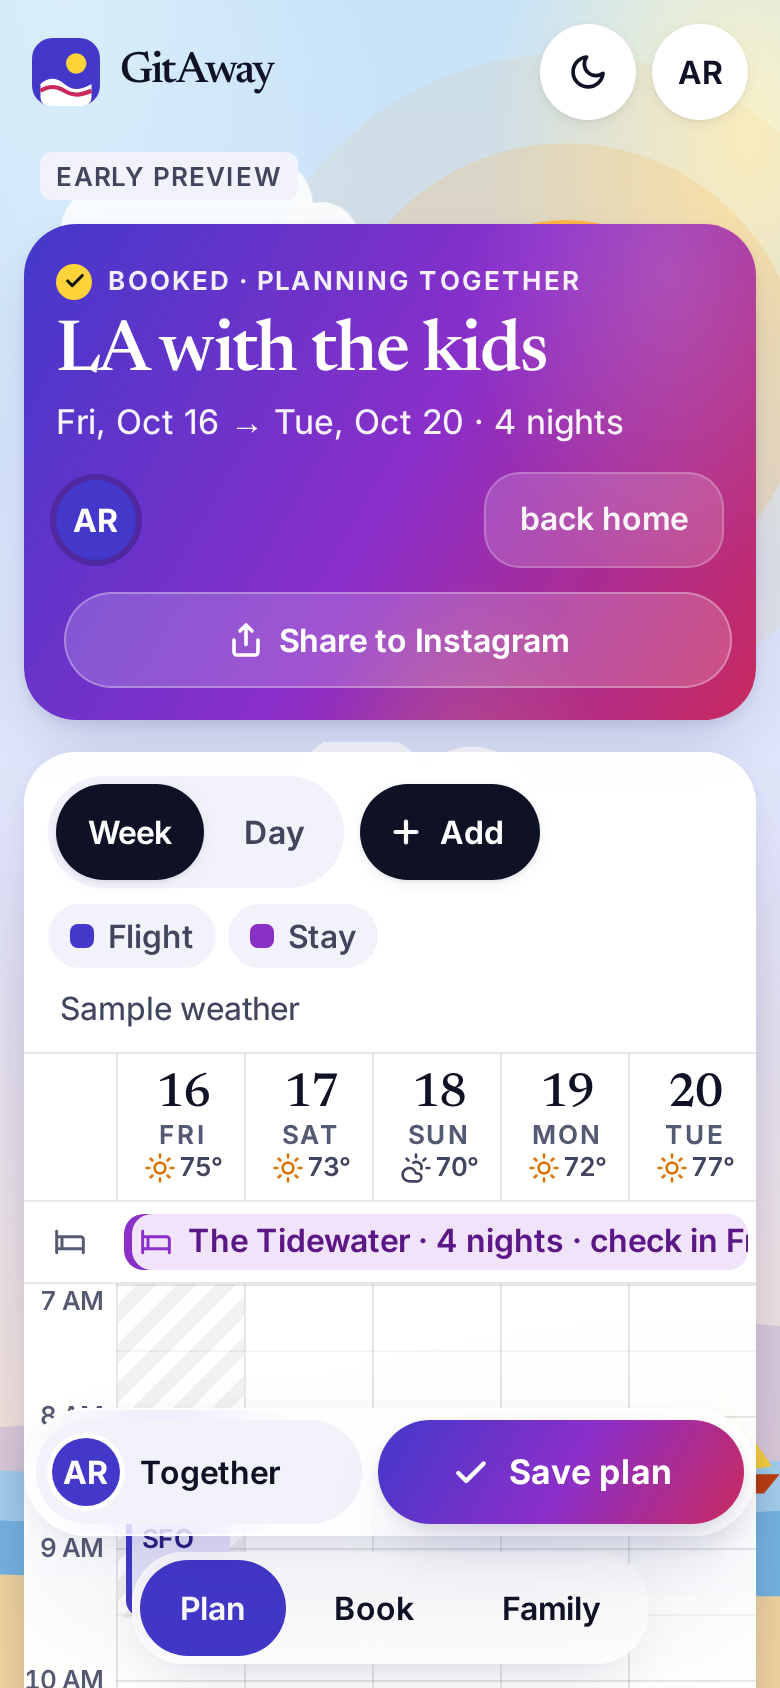 GitAway
AR
EARLY PREVIEW
BOOKED · PLANNING TOGETHER
LA with the kids
Fri, Oct 16 → Tue, Oct 20 · 4 nights
AR
back home
Share to Instagram
Week
Day
+ Add
Flight
Stay
Sample weather
16
17
18
19
20
FRI
SAT
SUN
MON
TUE
75°
73°
70°
72°
77°
The Tidewater · 4 nights · check in
7 AM
8 AM
AR
Together
Save plan
SFO
9 AM
Plan
Book
Family
10 AM